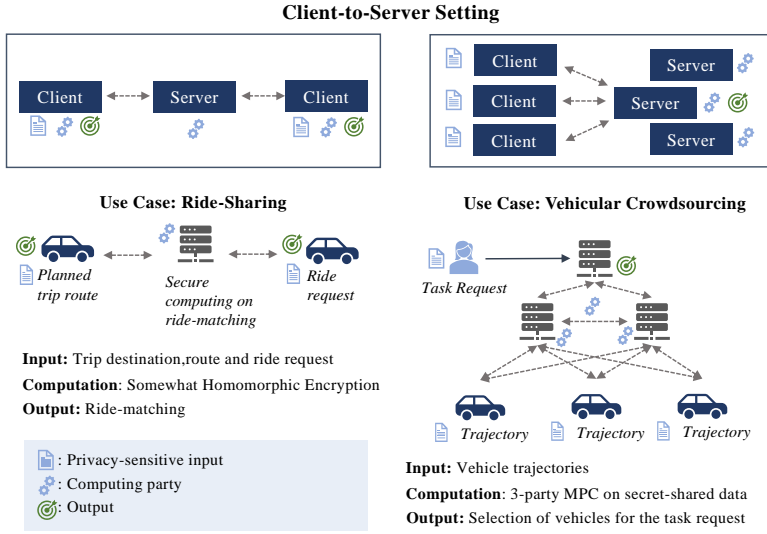 Client-to-Server Setting
Client
Server
Client
Client
Client
Client
Server
Server
Server
Use Case: Ride-Sharing
Planned
trip route
Secure
computing on
ride-matching
Ride
request
Input: Trip destination,route and ride request
Computation: Somewhat Homomorphic Encryption
Output: Ride-matching
: Privacy-sensitive input
: Computing party
: Output
Use Case: Vehicular Crowdsourcing
Task Request
Trajectory
Trajectory
Trajectory
Input: Vehicle trajectories
Computation: 3-party MPC on secret-shared data
Output: Selection of vehicles for the task request